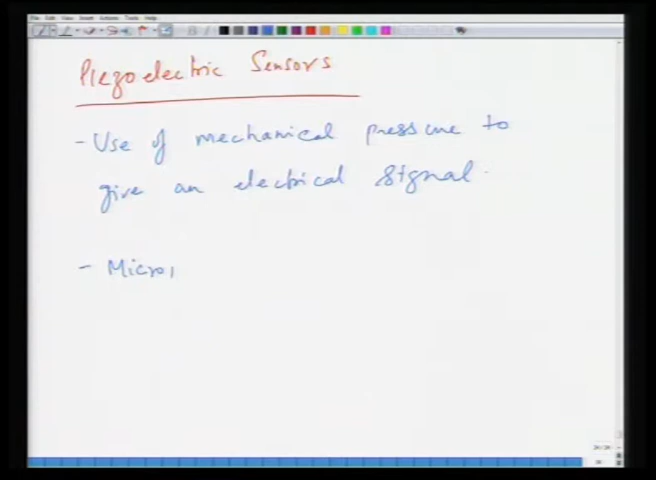 Piezoelectric Sensors
- Use of mechanical pressure to
give an electrical signal.
- Micro